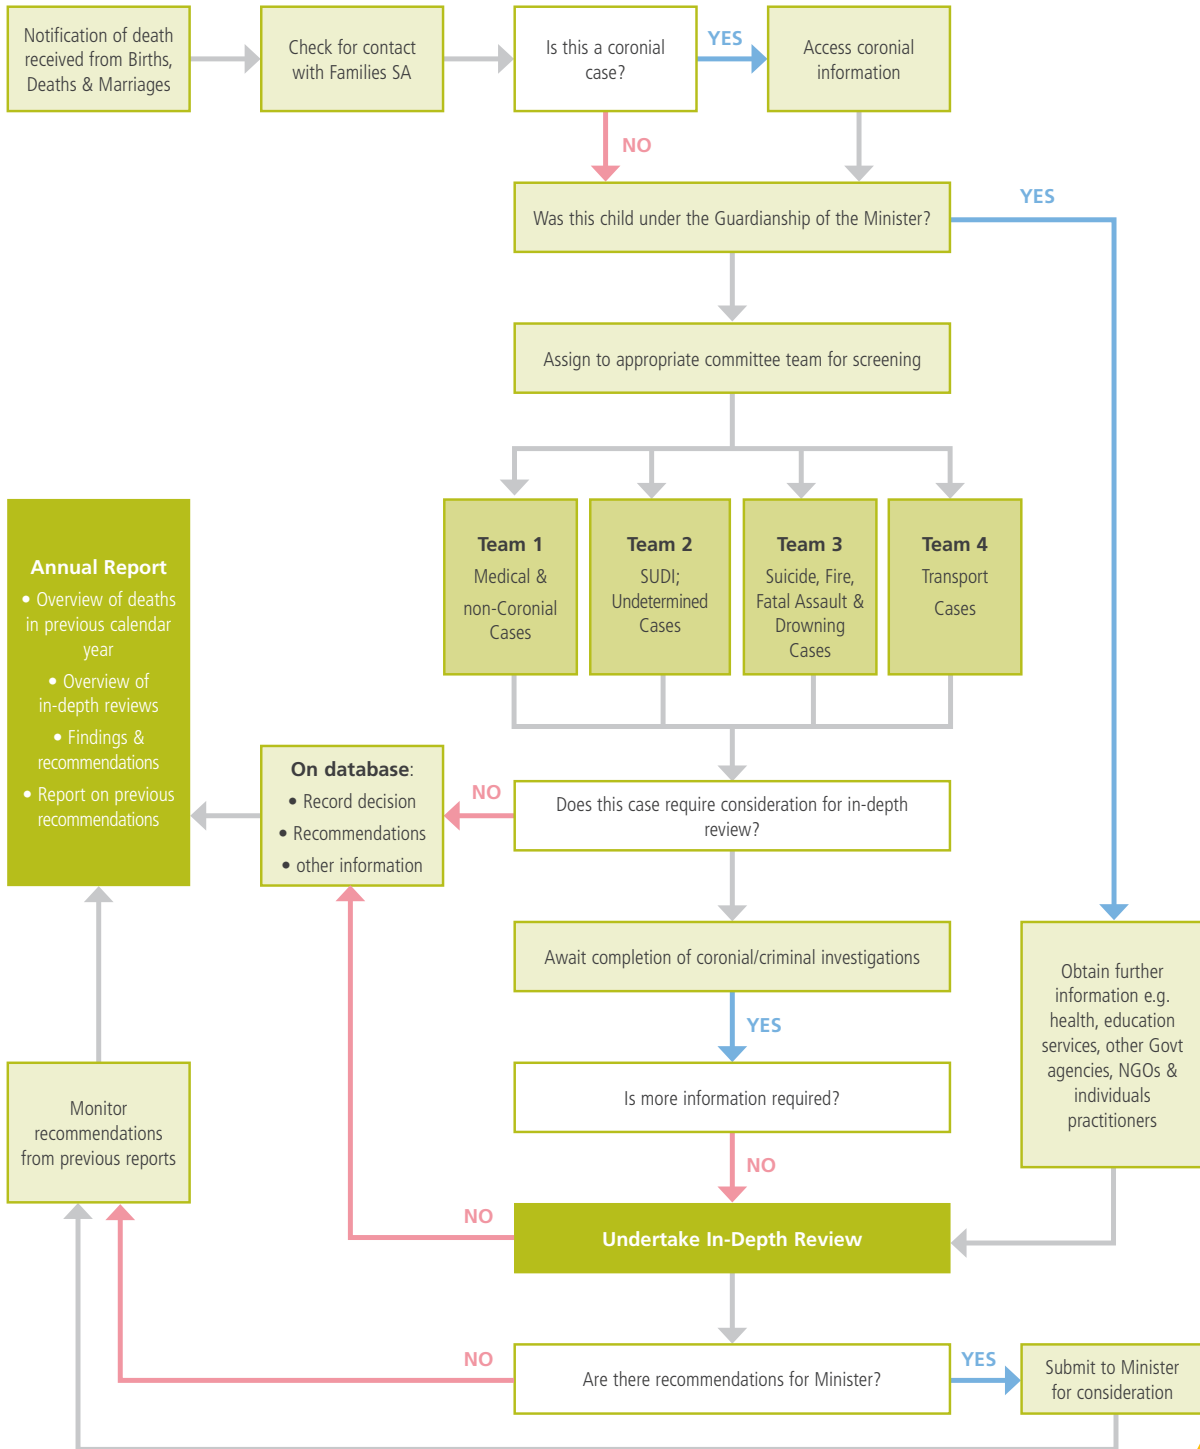 Notification of death
received from Births,
Deaths & Marriages
Check for contact
with Families SA
Is this a coronial
case?
YES
Access coronial
information
NO
Was this child under the Guardianship of the Minister?
YES
Assign to appropriate committee team for screening
Team 1
Medical &
non-Coronial
Cases
Team 2
SUDI;
Undetermined
Cases
Team 3
Suicide, Fire,
Fatal Assault &
Drowning
Cases
Team 4
Transport
Cases
Annual Report
• Overview of deaths
in previous calendar
year
• Overview of
in-depth reviews
• Findings &
recommendations
• Report on previous
recommendations
On database:
• Record decision
• Recommendations
• other information
NO
Does this case require consideration for in-depth
review?
Await completion of coronial/criminal investigations
YES
Is more information required?
NO
Obtain further
information e.g.
health, education
services, other Govt
agencies, NGOs &
individuals
practitioners
Monitor
recommendations
from previous reports
NO
Undertake In-Depth Review
NO
Are there recommendations for Minister?
YES
Submit to Minister
for consideration